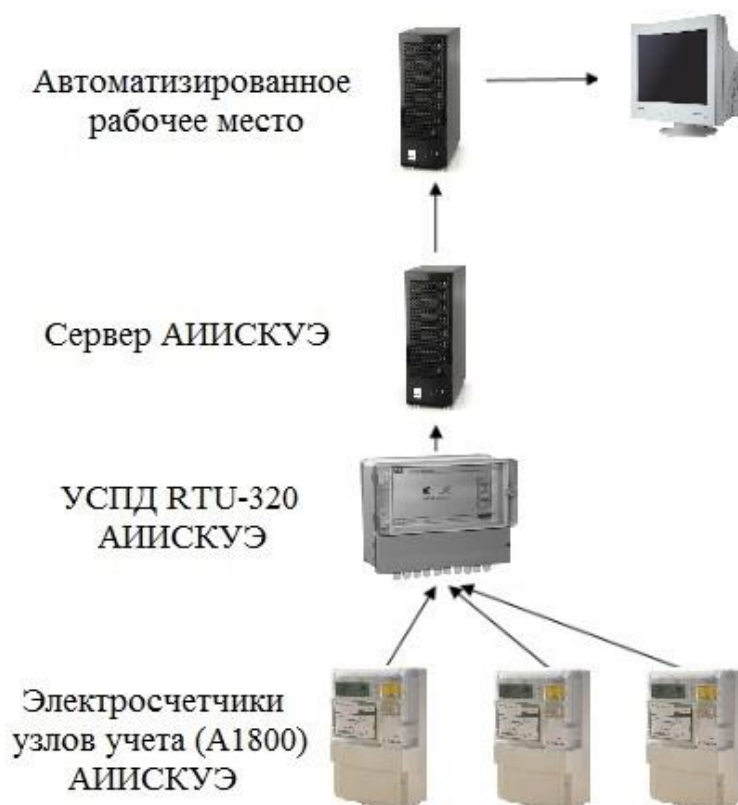 Автоматизированное
рабочее место
Сервер АИИСКУЭ
УСПД RTU-320
АИИСКУЭ
Электросчетчики
узлов учета (А1800)
АИИСКУЭ